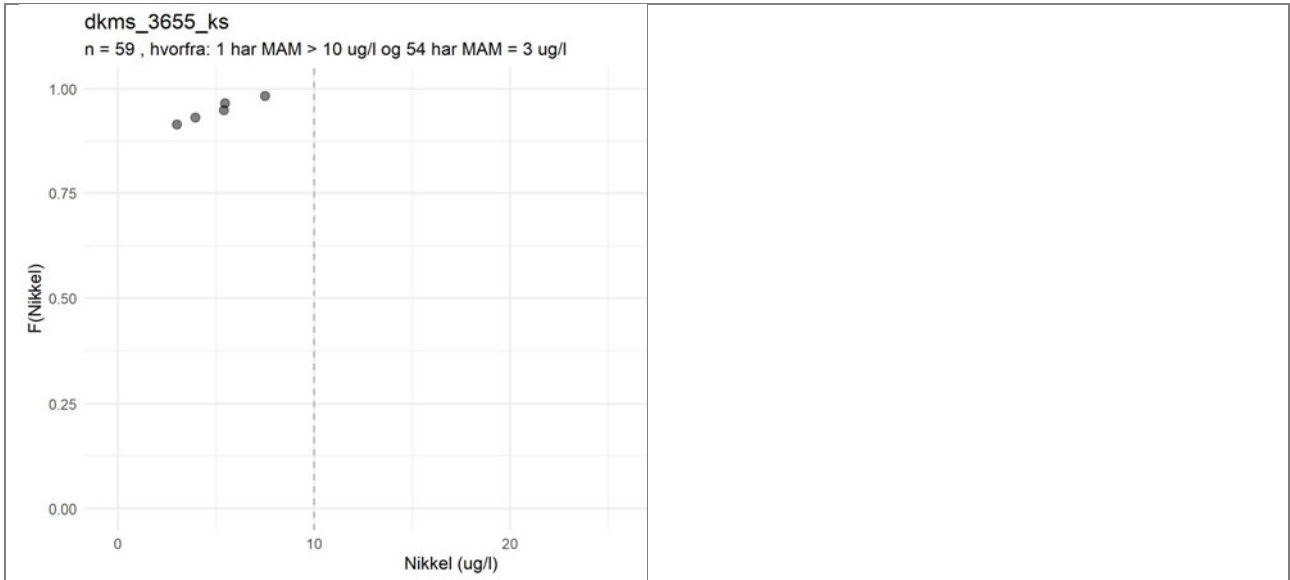 dkms_3655_ks
n = 59 , hvorfra: 1 har MAM > 10 ug/l og 54 har MAM = 3 ug/l
1.00
0.75
F(Nikkel)
0.50
0.25
0.00
0 10 20
Nikkel (ug/l)